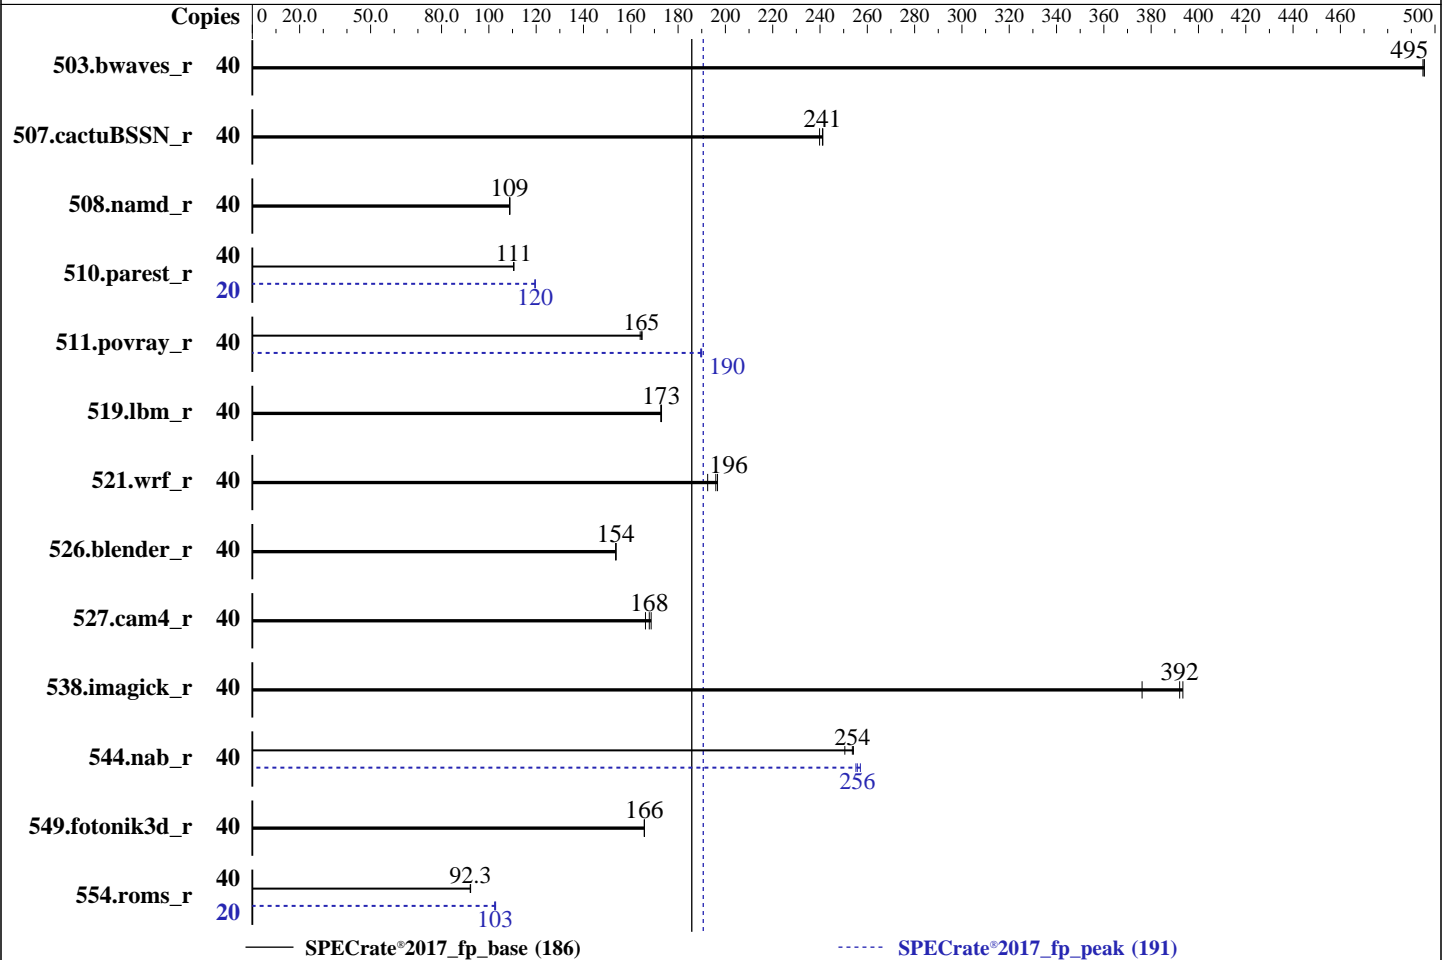 Copies 0 20.0 50.0 80.0 100 120 140 160 180 200 220 240 260 280 300 320 340 360 380 400 420 440 460 500
503.bwaves_r 40 495
507.cactuBSSN_r 40 241
508.namd_r 40 109
40 111
510.parest_r
20 120
511.povray_r 40 165
190
519.lbm_r 40 173
521.wrf_r 40 196
526.blender_r 40 154
527.cam4_r 40 168
538.imagick_r 40 392
544.nab_r 40 254
256
549.fotonik3d_r 40 166
40 92.3
554.roms_r
20 103
SPECrate®2017_fp_base (186) SPECrate®2017_fp_peak (191)